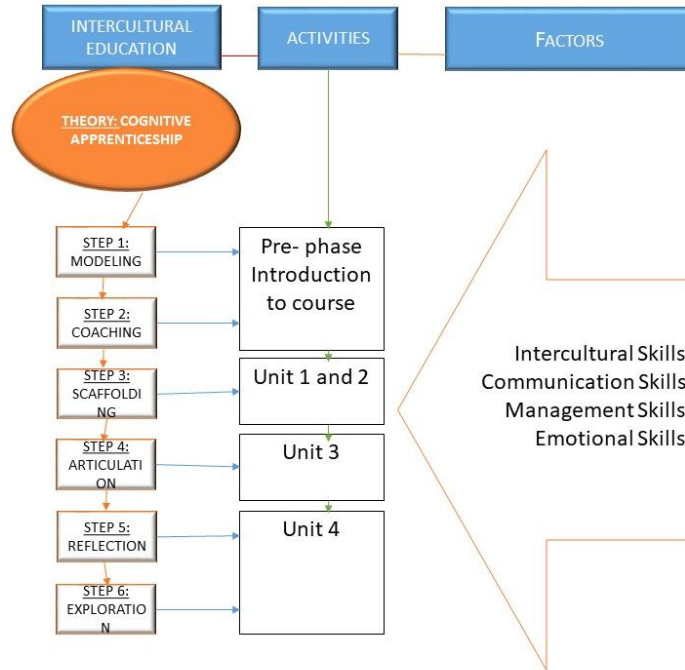 INTERCULTURAL
EDUCATION
ACTIVITIES
FACTORS
THEORY: COGNITIVE
APPRENTICESHIP
STEP 1:
MODELING
STEP 2:
COACHING
STEP 3:
SCAFFOLDI
NG
STEP 4:
ARTICULATI
ON
STEP 5:
REFLECTION
STEP 6:
EXPLORATIO
N
Pre- phase
Introduction
to course
Unit 1 and 2
Unit 3
Unit 4
Intercultural Skills
Communication Skills
Management Skills
Emotional Skills